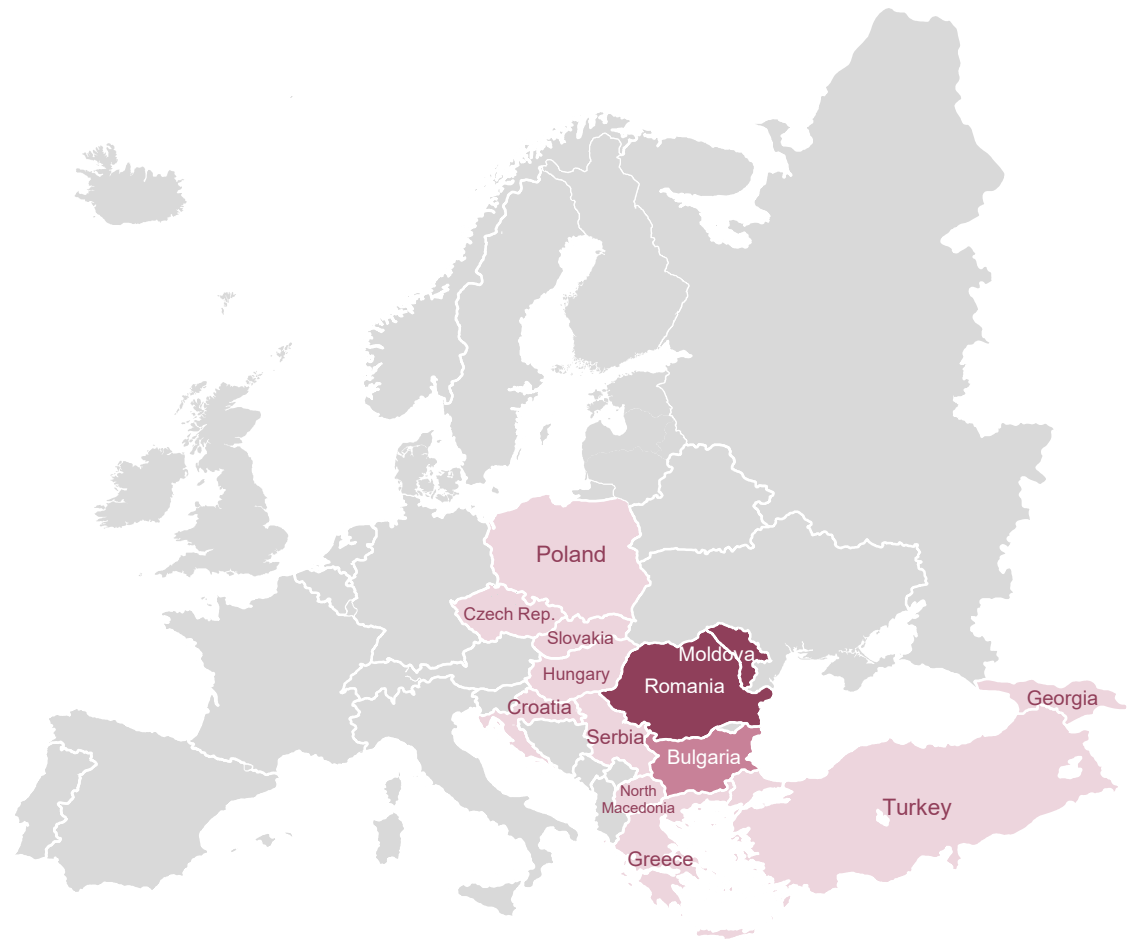 Poland
Czech Rep.
Slovakia
Moldova
Hungary
Romania
Georgia
Croatia
Serbia
Bulgaria
North
Macedonia
Turkey
Greece